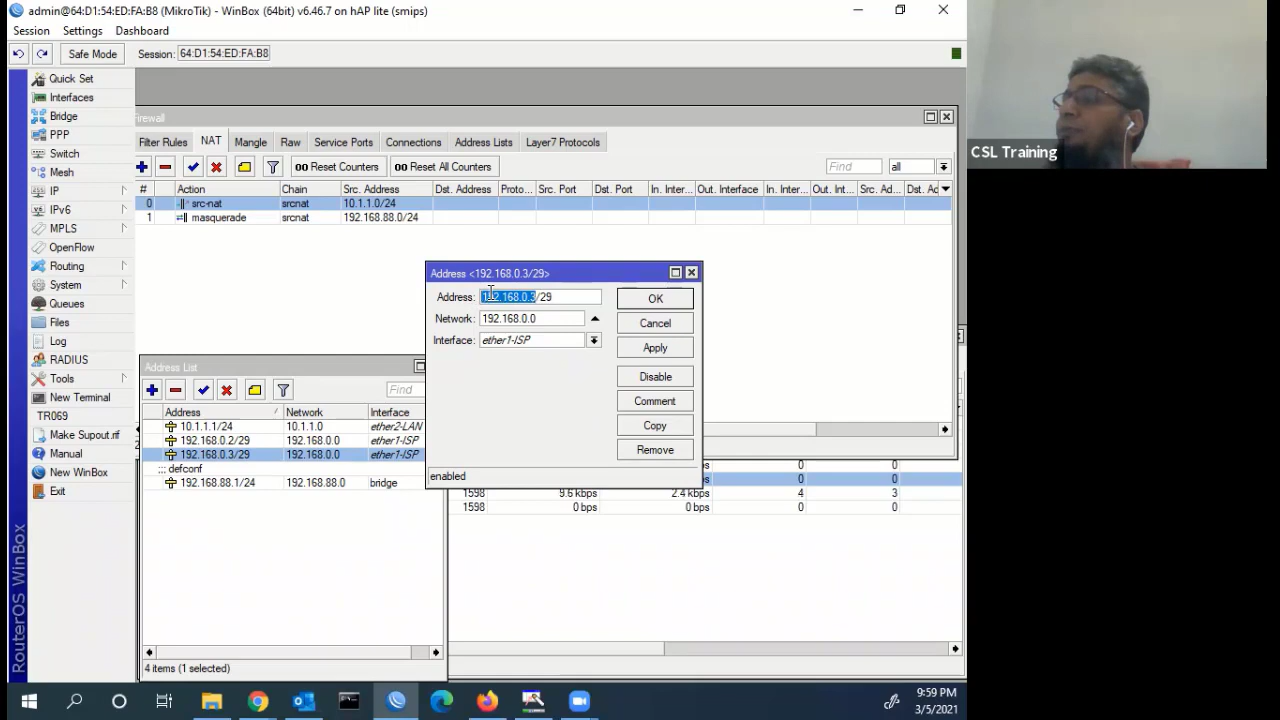 admin@64:D1:54:ED:FA:B8 (MikroTik) - WinBox (64bit) v6.46.7 on hAP lite (smips)
Session Settings Dashboard
Safe Mode Session: 64:D1:54:ED:FA:B8
Quick Set
Interfaces
Bridge
PPP
Switch
Mesh
IP
IPv6
MPLS
OpenFlow
Routing
System
Queues
Files
Log
RADIUS
Tools
New Terminal
TR069
Make Supout.rif
Manual
New WinBox
Exit
RouterOS WinBox
Firewall
Filter Rules NAT Mangle Raw Service Ports Connections Address Lists Layer7 Protocols
00 Reset Counters 00 Reset All Counters Find all
# Action Chain Src. Address Dst. Address Proto... Src. Port Dst. Port In. Inter... Out. Interface In. Inter... Out. Int... Src. Ad... Dst. Ad
0 src-nat srcnat 10.1.1.0/24
1 masquerade srcnat 192.168.88.0/24
Address <192.168.0.3/29>
Address: 192.168.0.3/29 OK
Network: 192.168.0.0 Cancel
Interface: ether1-ISP Apply
Disable
Comment
Copy
Remove
enabled
Address List
Find
Address Network Interface
10.1.1.1/24 10.1.1.0 ether2-LAN
192.168.0.2/29 192.168.0.0 ether1-ISP
192.168.0.3/29 192.168.0.0 ether1-ISP
::: defconf
192.168.88.1/24 192.168.88.0 bridge
4 items (1 selected)
ps 0 0
ps 0 0
1598 9.6 kbps 2.4 kbps 4 3
1598 0 bps 0 bps 0 0
CSL Training
9:59 PM
3/5/2021